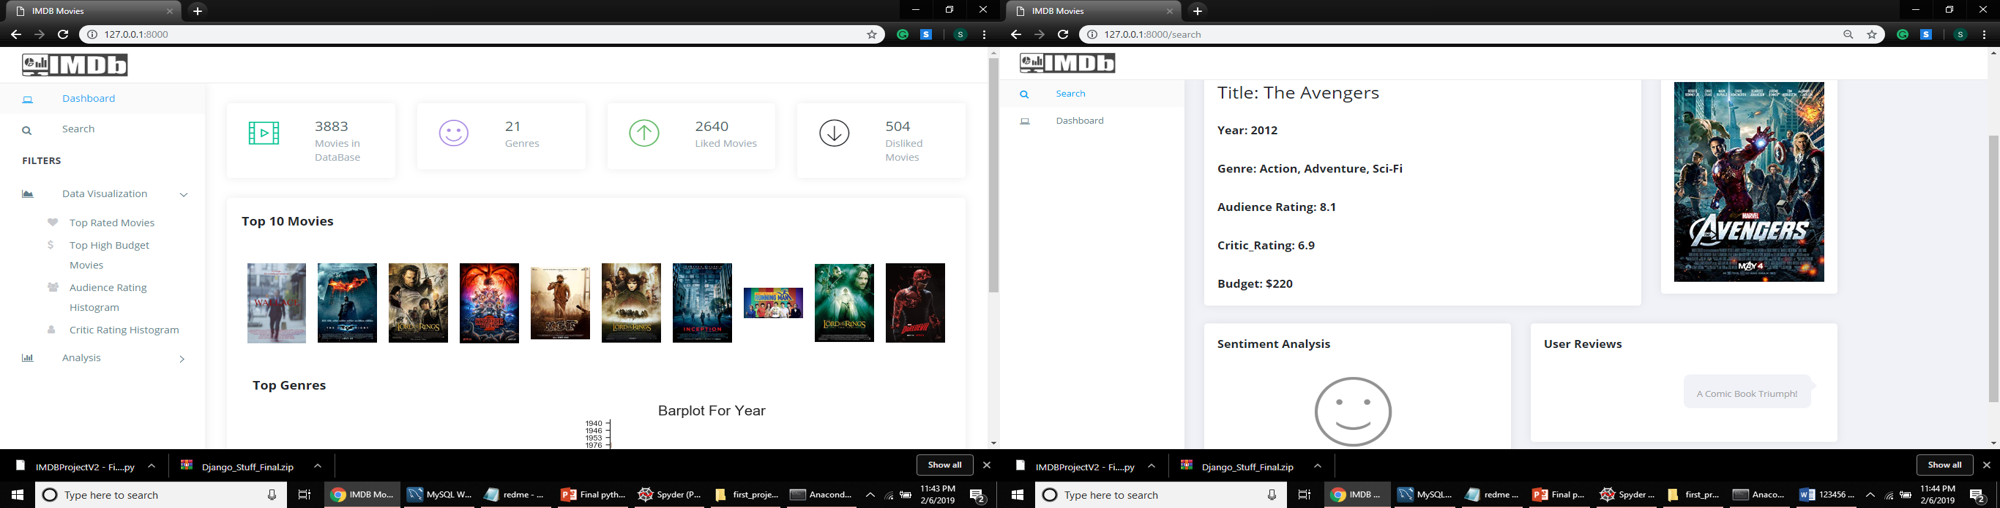 IMDB Movies
127.0.0.1:8000
S
S
IMDb
Dashboard
Search
FILTERS
Data Visualization
Top Rated Movies
$ Top High Budget
Movies
Audience Rating
Histogram
Critic Rating Histogram
Analysis
3883
Movies in
DataBase
21
Genres
2640
Liked Movies
504
Disliked
Movies
Top 10 Movies
INCEPTION
Top Genres
Barplot For Year
1940
1946
1953
1976
IMDBProjectV2 - Fi....py
Django_Stuff_Final.zip
Show all
Type here to search
IMDB Mo...
MySQL W...
redme - ...
Final pyth...
Spyder (P...
first_proje...
Anacond...
11:43 PM
2/6/2019
2
IMDB Movies
127.0.0.1:8000/search
S
S
IMDb
Search
Dashboard
Title: The Avengers
Year: 2012
Genre: Action, Adventure, Sci-Fi
Audience Rating: 8.1
Critic_Rating: 6.9
Budget: $220
MARVEL
AVENGERS
MAY 4
Sentiment Analysis
User Reviews
A Comic Book Triumph!
IMDBProjectV2 - Fi....py
Django_Stuff_Final.zip
Show all
Type here to search
IMDB ...
MySQL...
redme ...
Final p...
Spyder ...
first_pr...
Anaco...
123456 ...
11:44 PM
2/6/2019
2